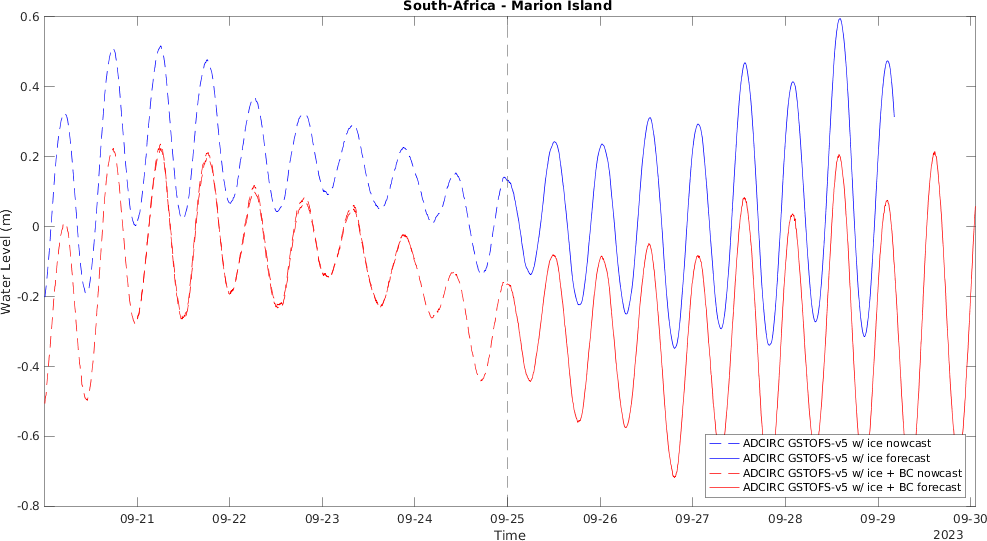 South-Africa - Marion Island
Water Level (m)
0.6
0.4
0.2
0
-0.2
-0.4
-0.6
-0.8
ADCIRC GSTOFS-v5 w/ ice nowcast
ADCIRC GSTOFS-v5 w/ ice forecast
ADCIRC GSTOFS-v5 w/ ice + BC nowcast
ADCIRC GSTOFS-v5 w/ ice + BC forecast
09-21 09-22 09-23 09-24 09-25 09-26 09-27 09-28 09-29 09-30
Time
2023